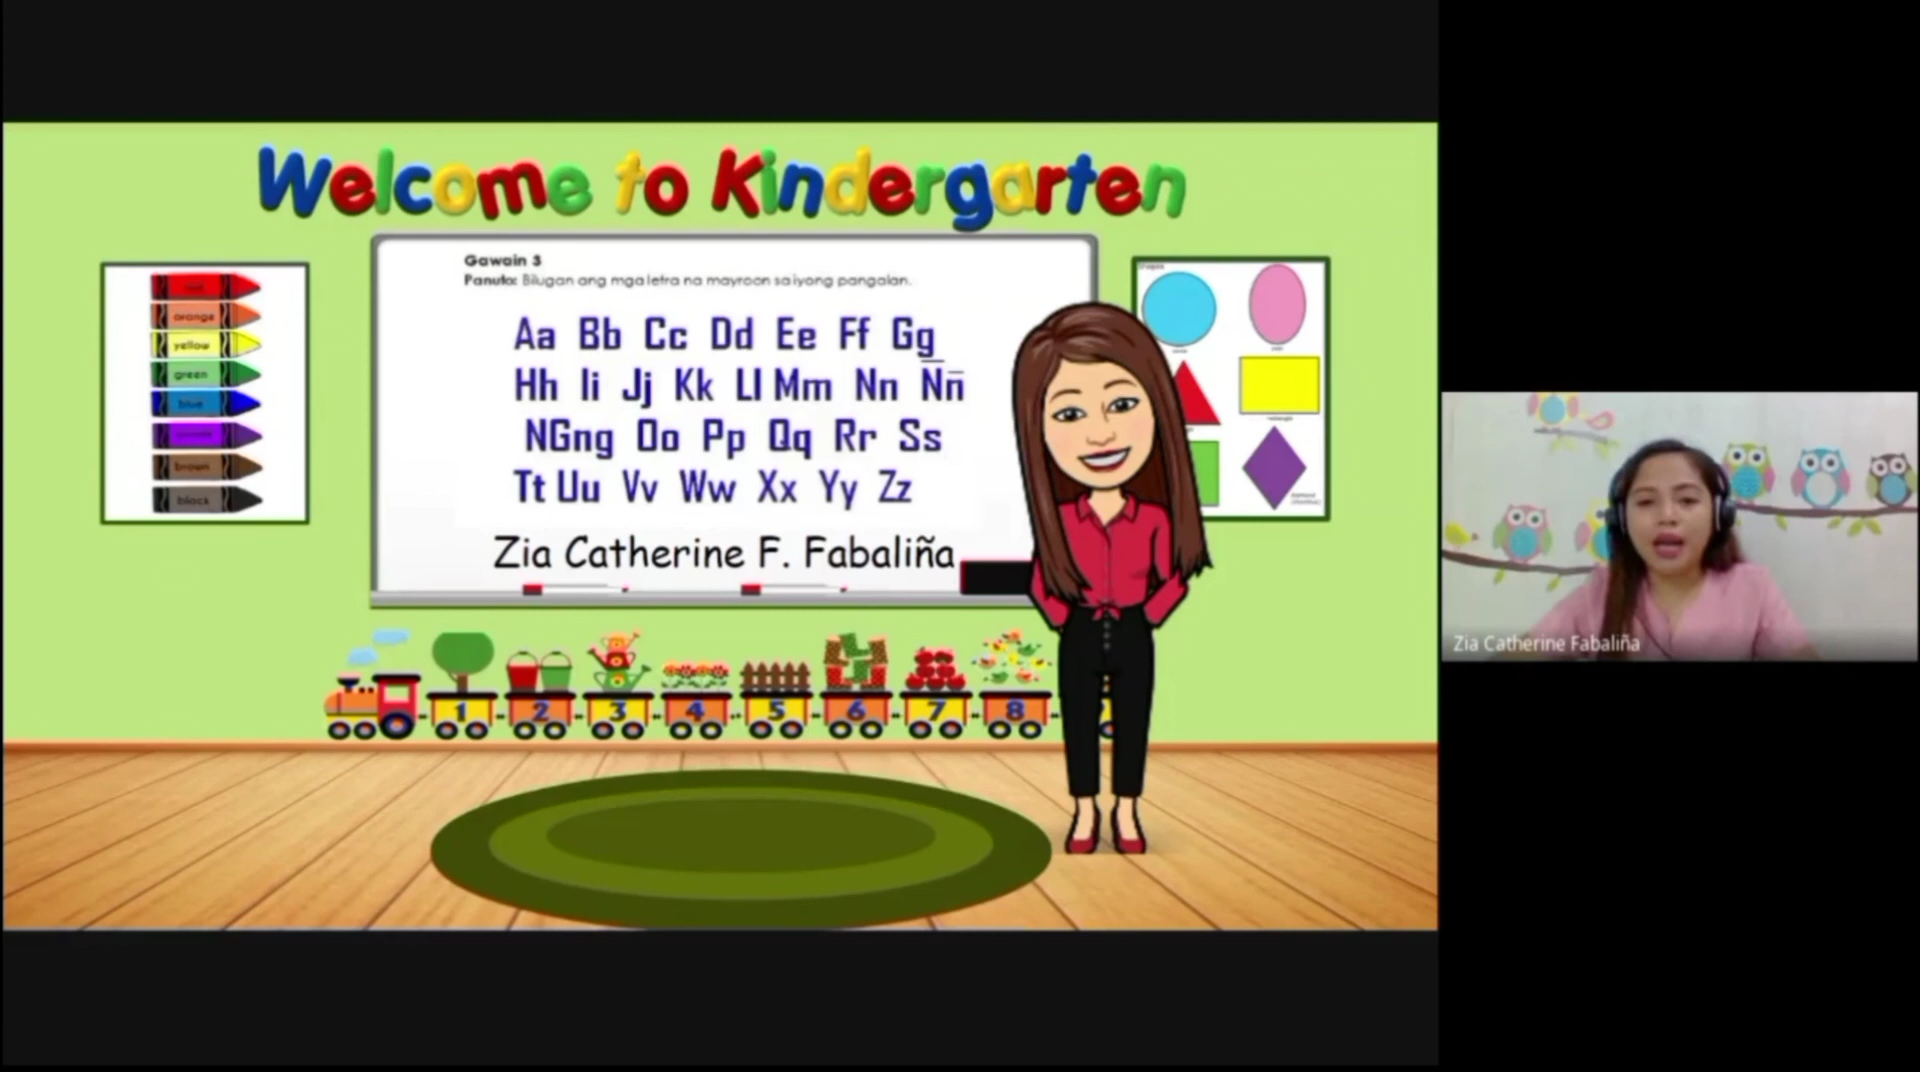 Welcome to Kindergarten
Gawain 3
Panuto: Bilugan ang mga letra na mayroon sa iyong pangalan.
Aa Bb Cc Dd Ee Ff Gg
Hh Ii Jj Kk Ll Mm Nn Ññ
NGng Oo Pp Qq Rr Ss
Tt Uu Vv Ww Xx Yy Zz
Zia Catherine F. Fabaliña
red
orange
yellow
green
blue
brown
black
1 2 3 4 5 6 7 8
Zia Catherine Fabaliña